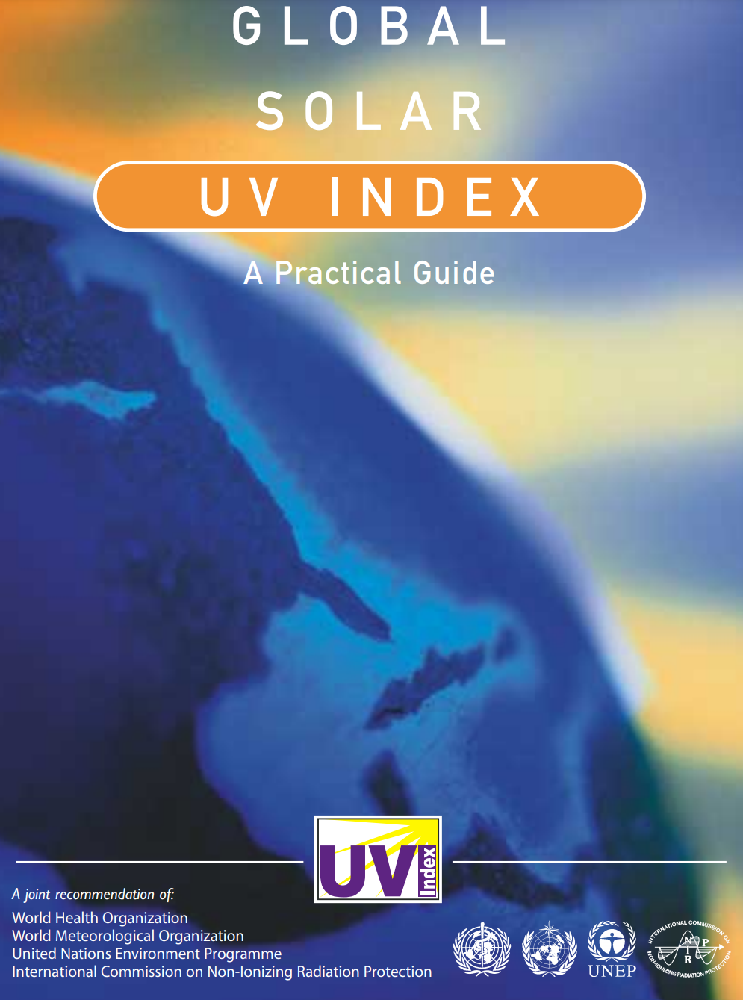 GLOBAL
SOLAR
UV INDEX
A Practical Guide
UV Index
A joint recommendation of:
World Health Organization
World Meteorological Organization
United Nations Environment Programme
International Commission on Non-Ionizing Radiation Protection
UNEP
INTERNATIONAL COMMISSION ON
NON-IONIZING RADIATION PROTECTION
N I R P